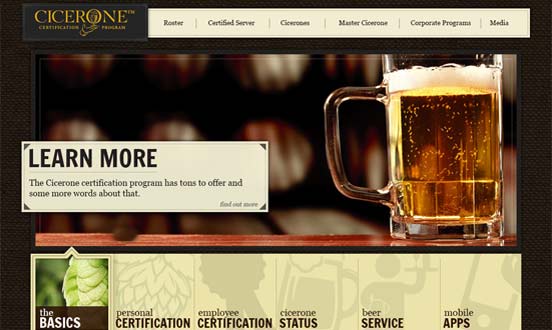 CICERONE™
CERTIFICATION PROGRAM
Roster
Certified Server
Cicerones
Master Cicerone
Corporate Programs
Media
LEARN MORE
The Cicerone certification program has tons to offer and
some more words about that.
find out more
the
BASICS
personal
CERTIFICATION
employee
CERTIFICATION
cicerone
STATUS
beer
SERVICE
mobile
APPS